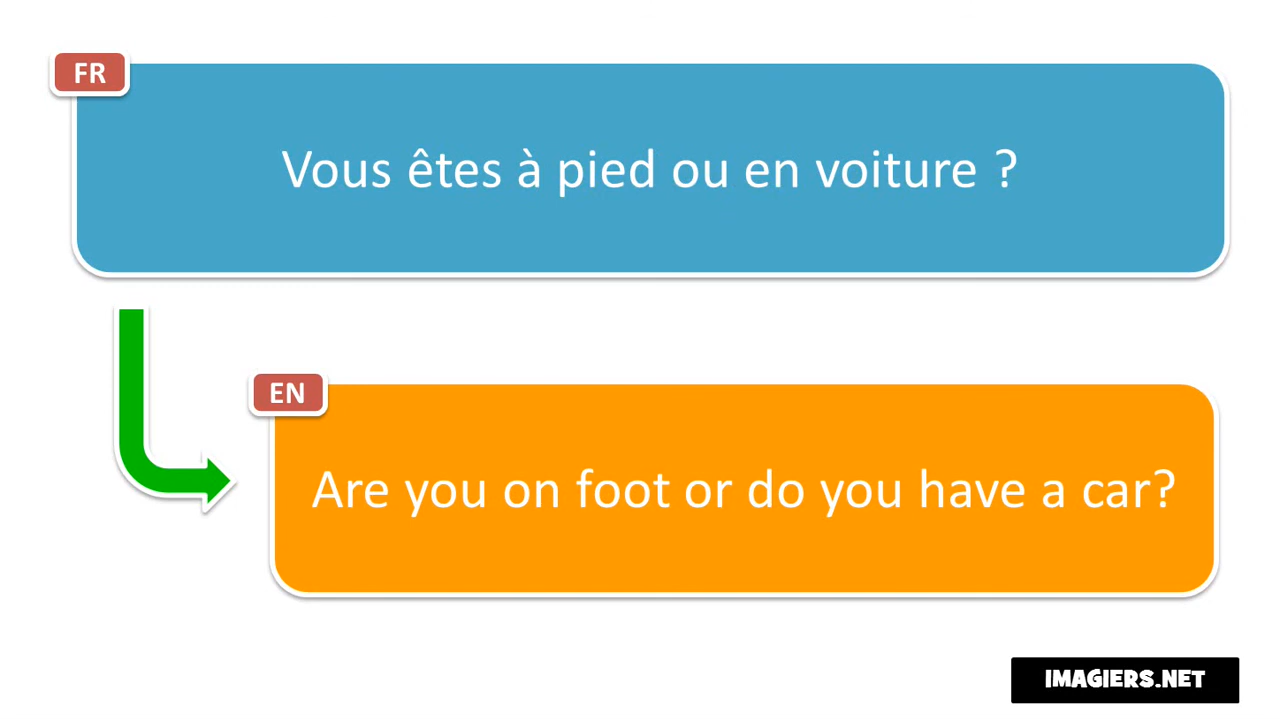 FR
Vous êtes à pied ou en voiture ?
EN
Are you on foot or do you have a car?
IMAGIERS.NET